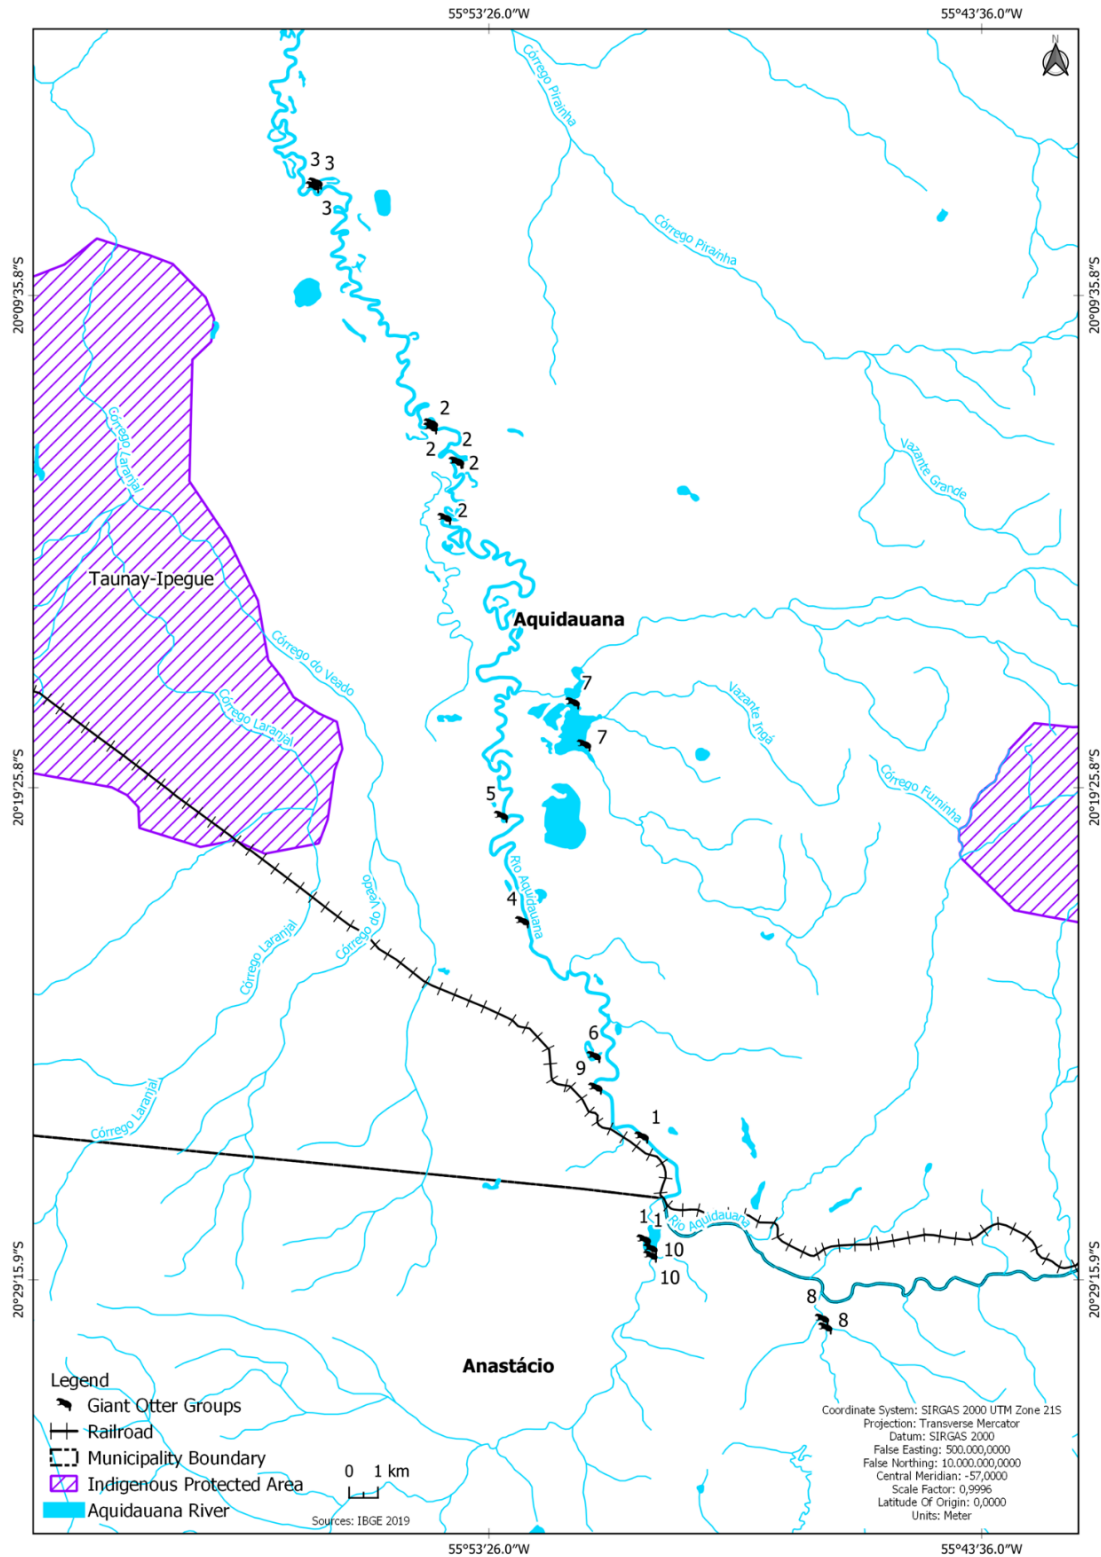 55°53'26.0"W
55°43'36.0"W
N
Córrego Pirainha
3
3
3
Córrego Pirainha
20°09'35.8"S
20°09'35.8"S
2
2
2
2
2
Córrego Laranjal
Vazante Grande
Taunay-Ipegue
Aquidauana
Córrego do Veado
7
Córrego Laranjal
Vazante Ingá
7
20°19'25.8"S
20°19'25.8"S
Córrego Fuminha
5
Rio Aquidauana
4
Córrego do Veado
Córrego Laranjal
6
9
Córrego Laranjal
1
1
1
Rio Aquidauana
10
10
20°29'15.9"S
20°29'15.9"S
8
8
Anastácio
Legend
Giant Otter Groups
Railroad
Municipality Boundary
Indigenous Protected Area
Aquidauana River
0 1 km
Sources: IBGE 2019
Coordinate System: SIRGAS 2000 UTM Zone 21S
Projection: Transverse Mercator
Datum: SIRGAS 2000
False Easting: 500.000,0000
False Northing: 10.000.000,0000
Central Meridian: -57,0000
Scale Factor: 0,9996
Latitude Of Origin: 0,0000
Units: Meter
55°53'26.0"W
55°43'36.0"W